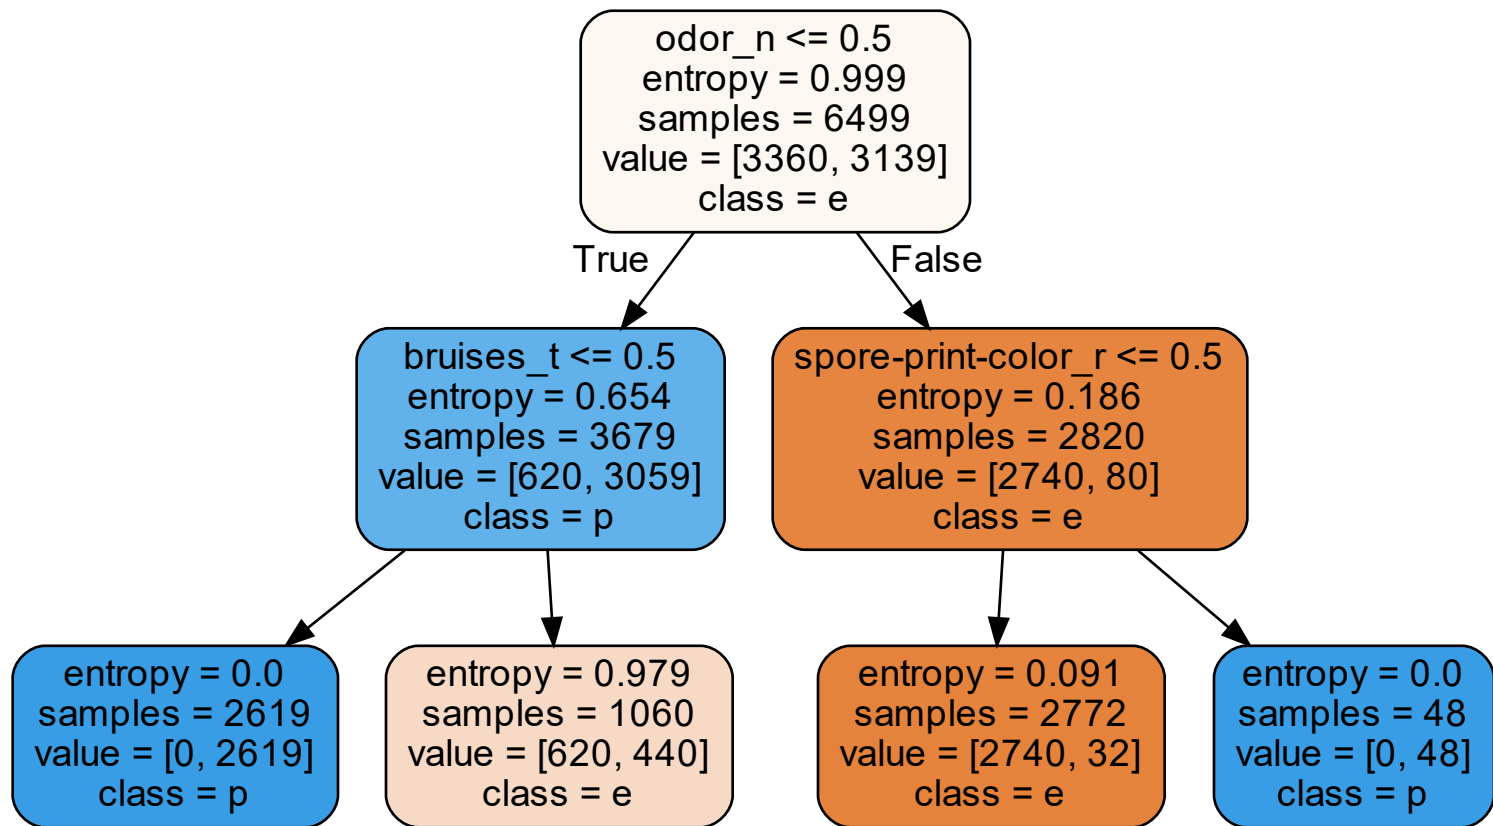 odor_n <= 0.5
entropy = 0.999
samples = 6499
value = [3360, 3139]
class = e
True
False
bruises_t <= 0.5
entropy = 0.654
samples = 3679
value = [620, 3059]
class = p
spore-print-color_r <= 0.5
entropy = 0.186
samples = 2820
value = [2740, 80]
class = e
entropy = 0.0
samples = 2619
value = [0, 2619]
class = p
entropy = 0.979
samples = 1060
value = [620, 440]
class = e
entropy = 0.091
samples = 2772
value = [2740, 32]
class = e
entropy = 0.0
samples = 48
value = [0, 48]
class = p